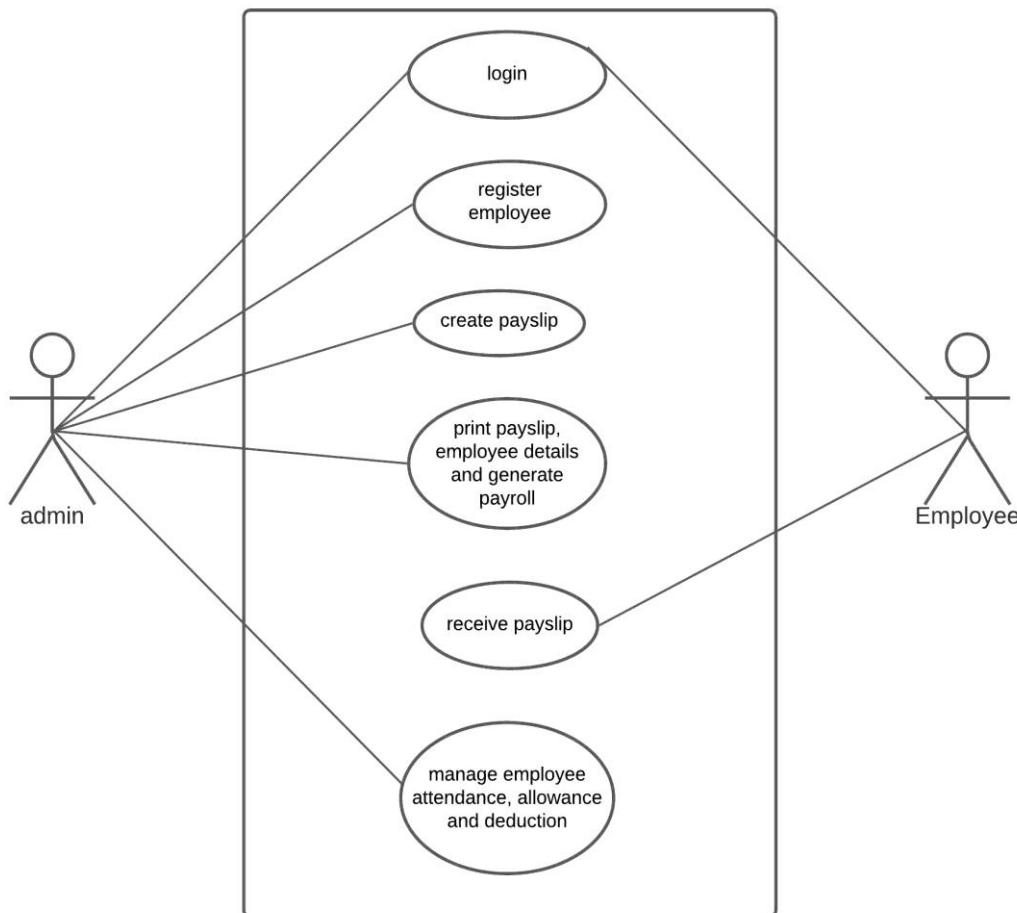 login
register
employee
create payslip
print payslip,
employee details
and generate
payroll
admin
Employee
receive payslip
manage employee
attendance, allowance
and deduction